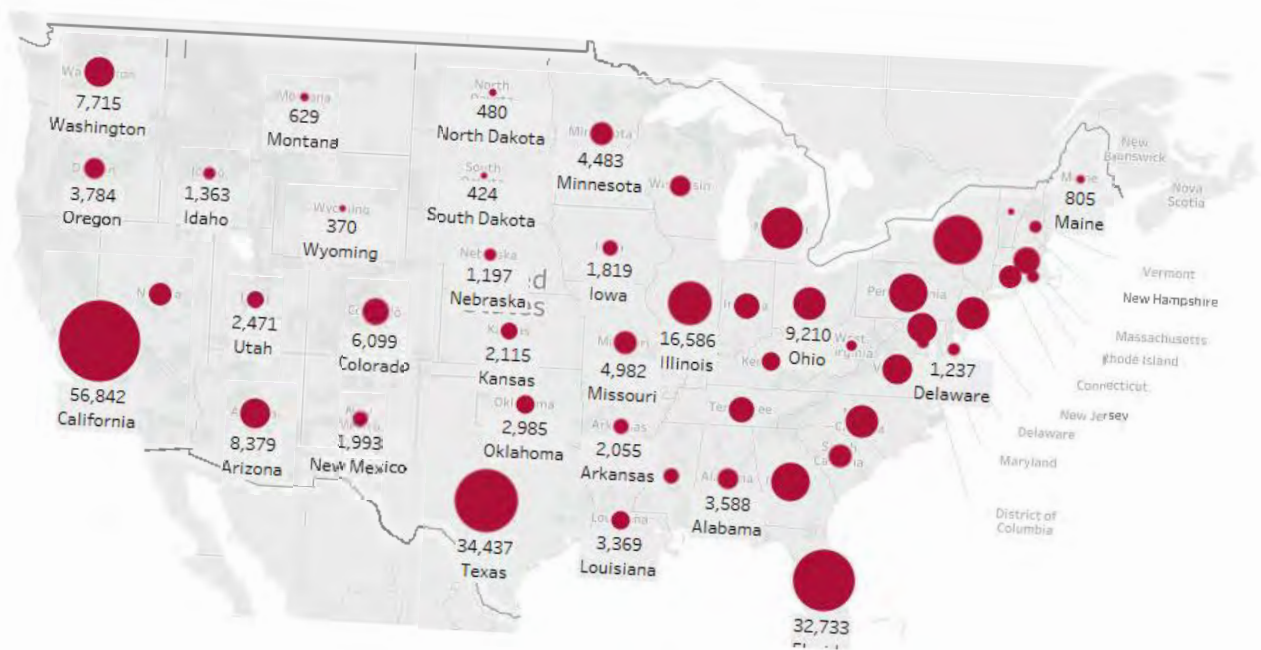 7,715
Washington
629
Montana
North
480
North Dakota
4,483
Minnesota
New
Brunswick
Nova
Scotia
805
Maine
3,784
Oregon
1,363
Idaho
370
Wyoming
South
424
South Dakota
1,197
Nebraska
1,819
Iowa
Vermont
New Hampshire
Massachusetts
Rhode Island
Connecticut
New Jersey
Delaware
Maryland
District of
Columbia
2,471
Utah
6,099
Colorado
2,115
Kansas
4,982
Missouri
16,586
Illinois
9,210
Ohio
West
1,237
Delaware
56,842
California
8,379
Arizona
1,993
New Mexico
2,985
Oklahoma
2,055
Arkansas
3,588
Alabama
34,437
Texas
3,369
Louisiana
32,733